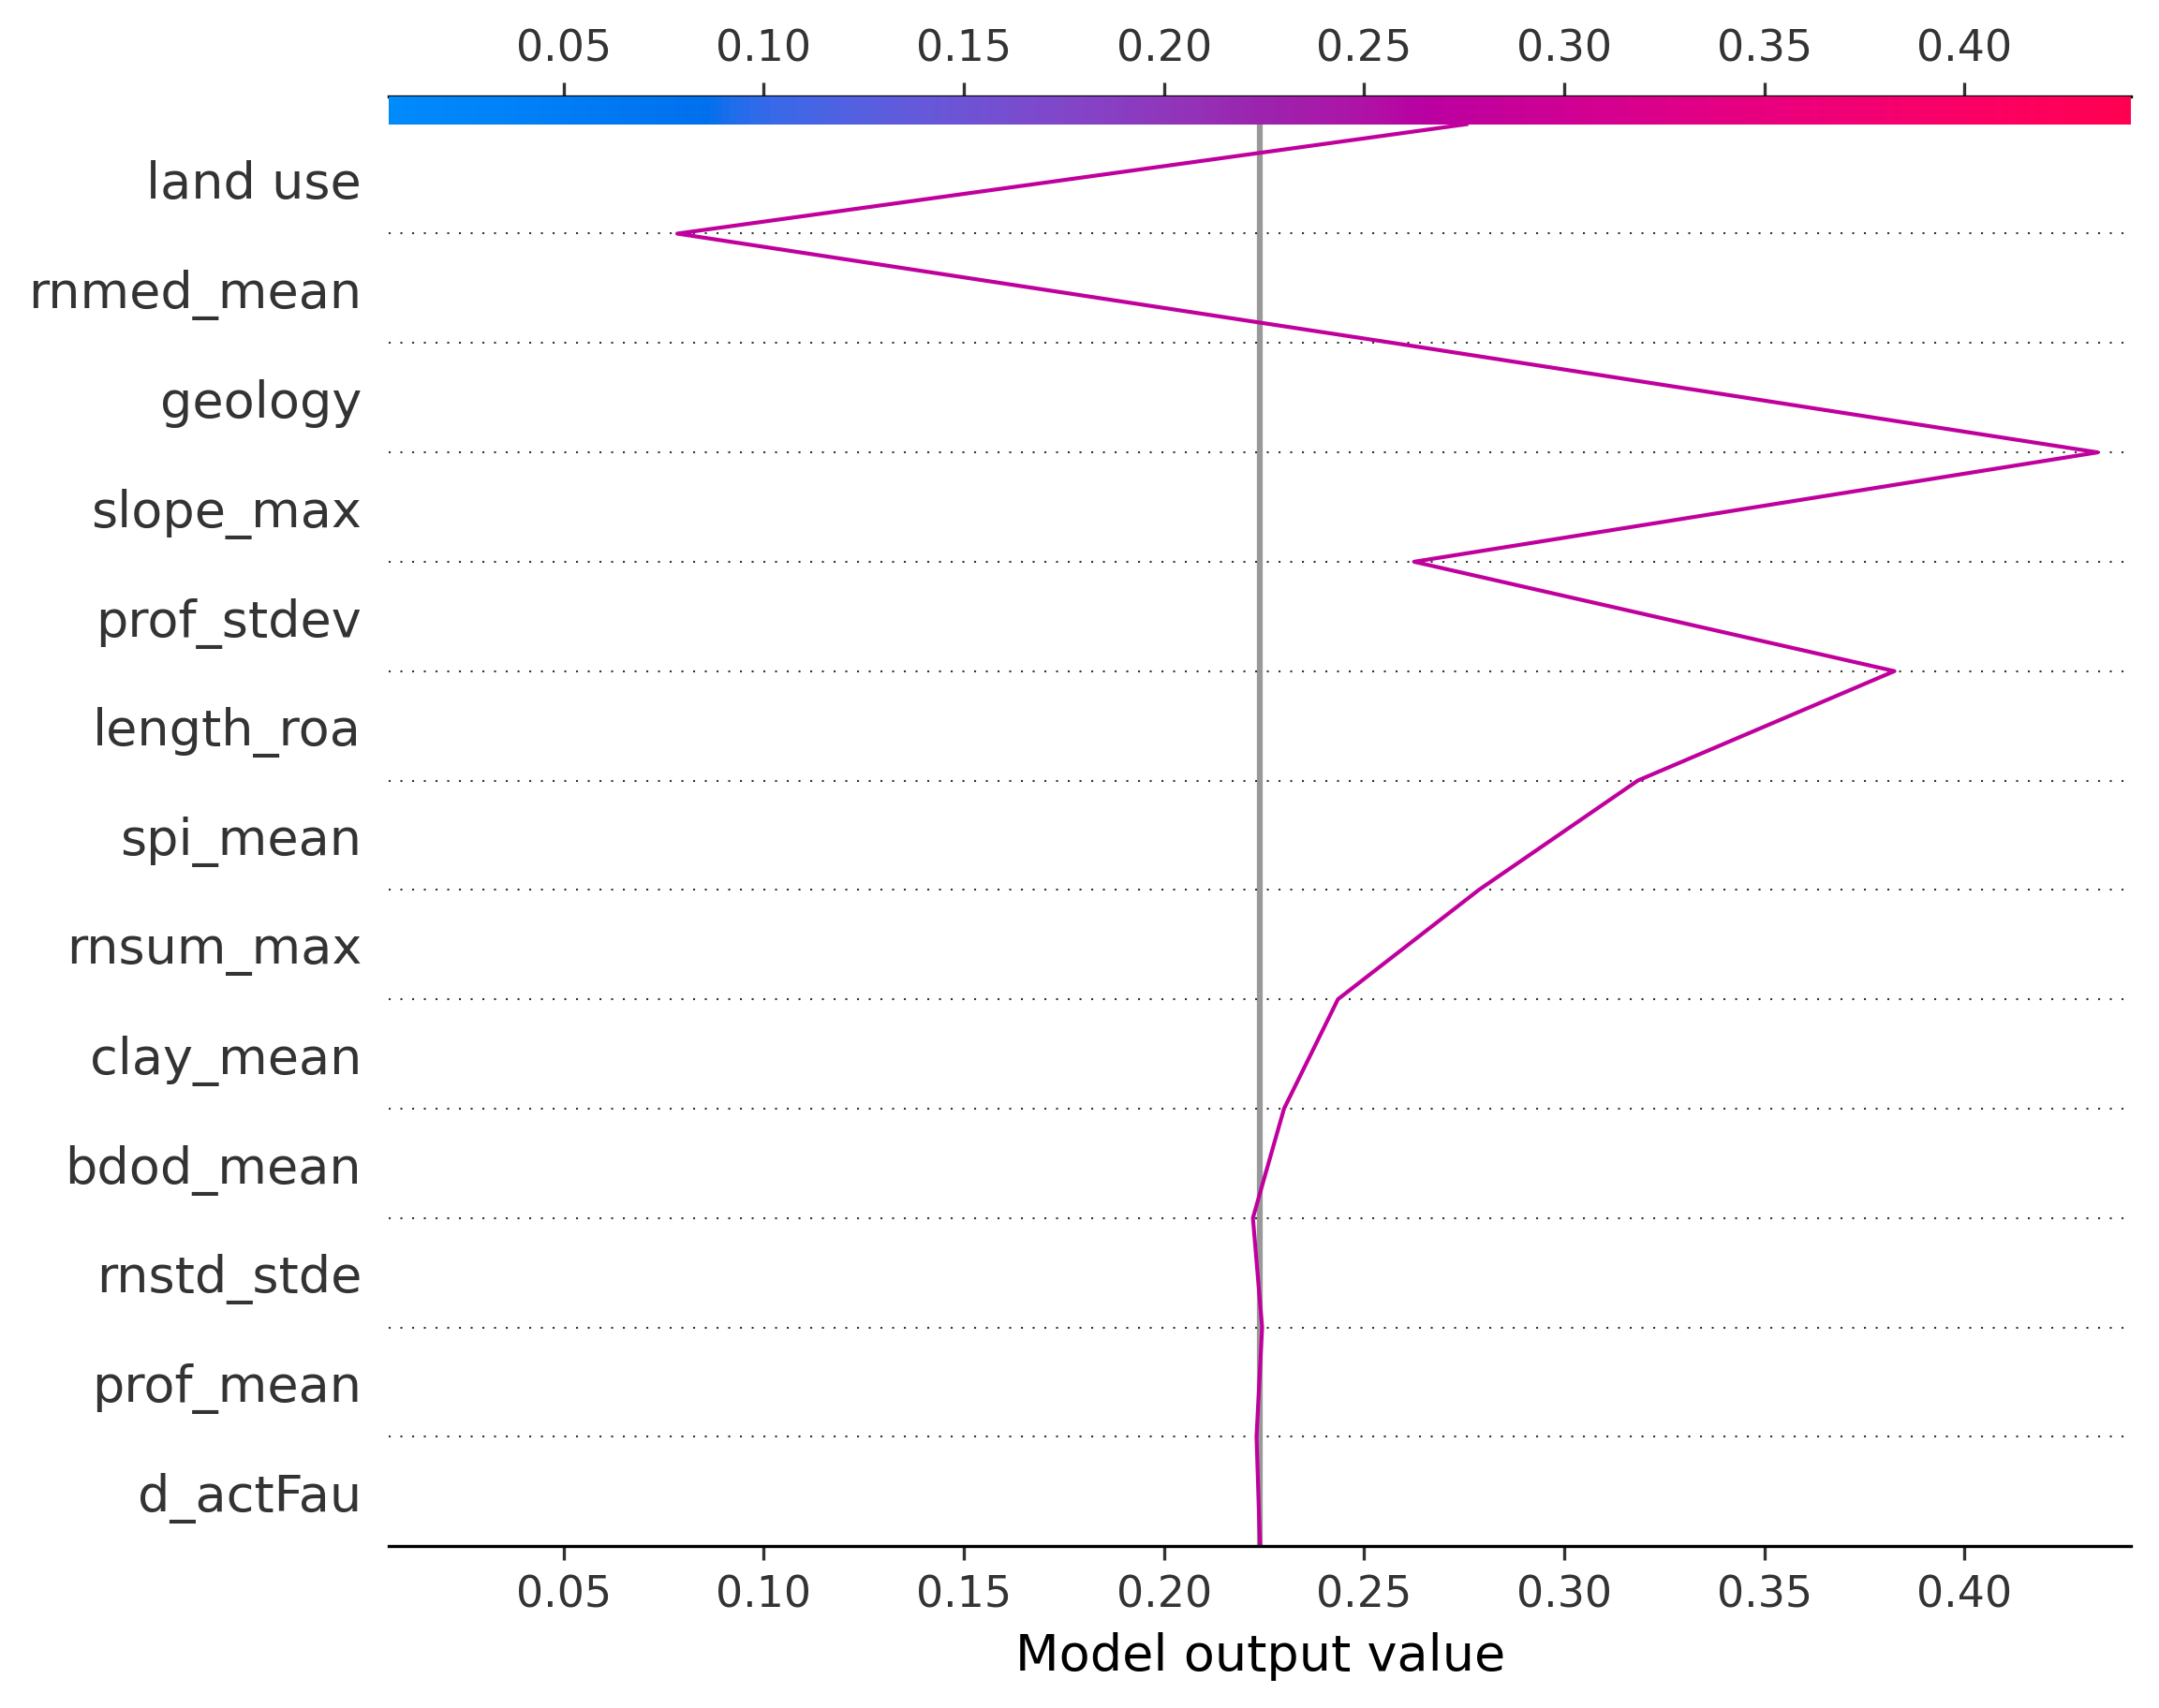 0.05 0.10 0.15 0.20 0.25 0.30 0.35 0.40
land use
rnmed_mean
geology
slope_max
prof_stdev
length_roa
spi_mean
rnsum_max
clay_mean
bdod_mean
rnstd_stde
prof_mean
d_actFau
0.05 0.10 0.15 0.20 0.25 0.30 0.35 0.40
Model output value